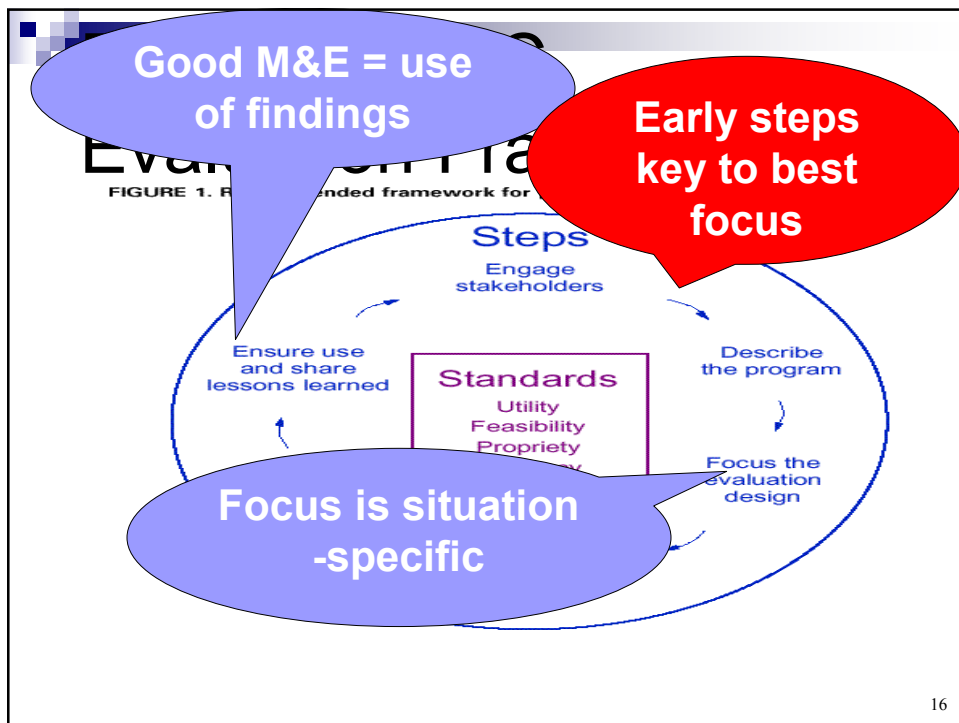 Good M&E = use
of findings
Early steps
key to best
focus
FIGURE 1. framework for
Steps
Engage
stakeholders
Ensure use
and share
lessons learned
Describe
the program
Standards
Utility
Feasibility
Propriety
Focus the
evaluation
design
Focus is situation
-specific
16